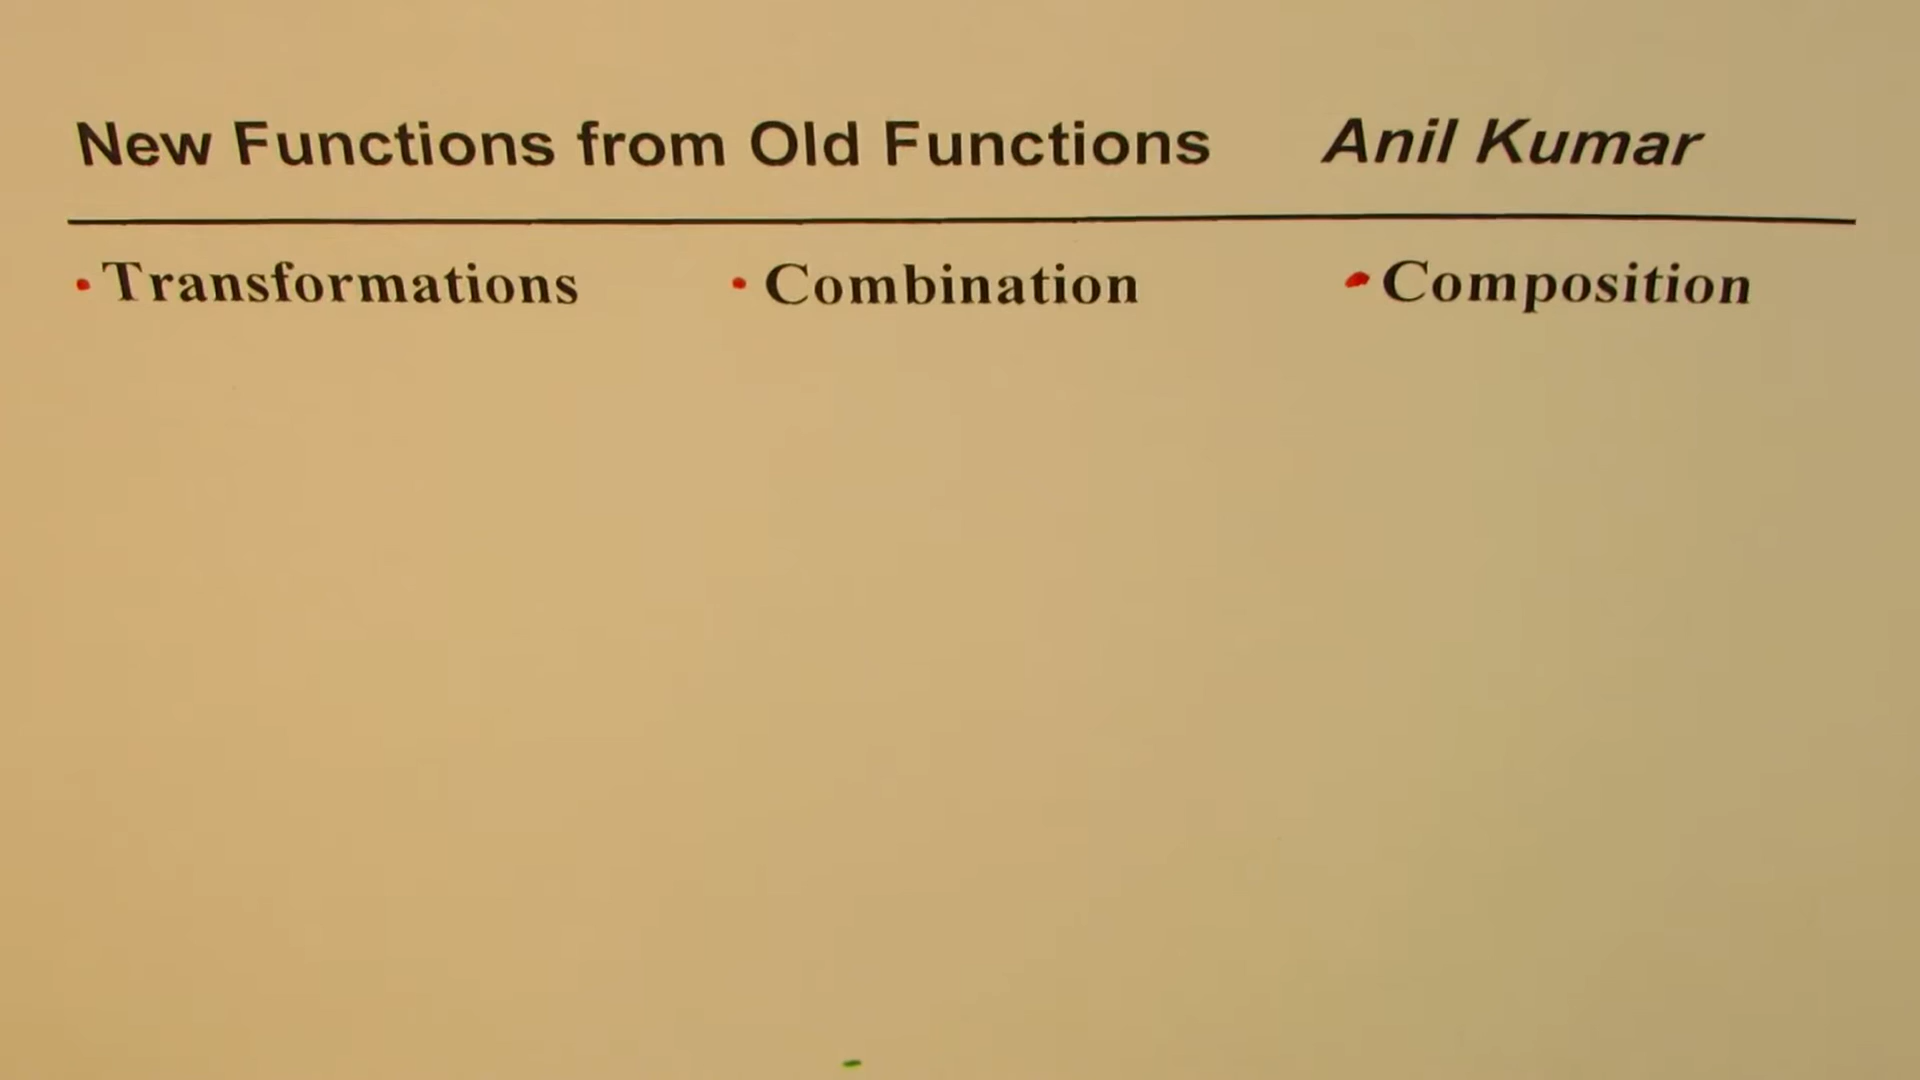 New Functions from Old Functions Anil Kumar
• Transformations • Combination • Composition